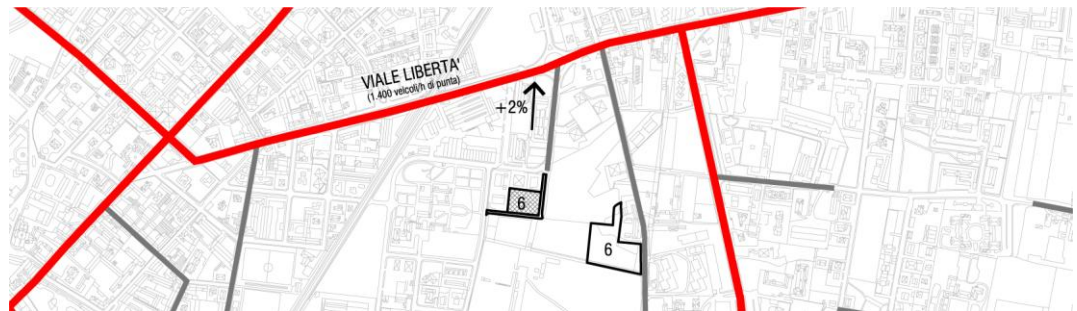 VIALE LIBERTA'
(1.400 veicoli/h di punta)
+2%
6
6